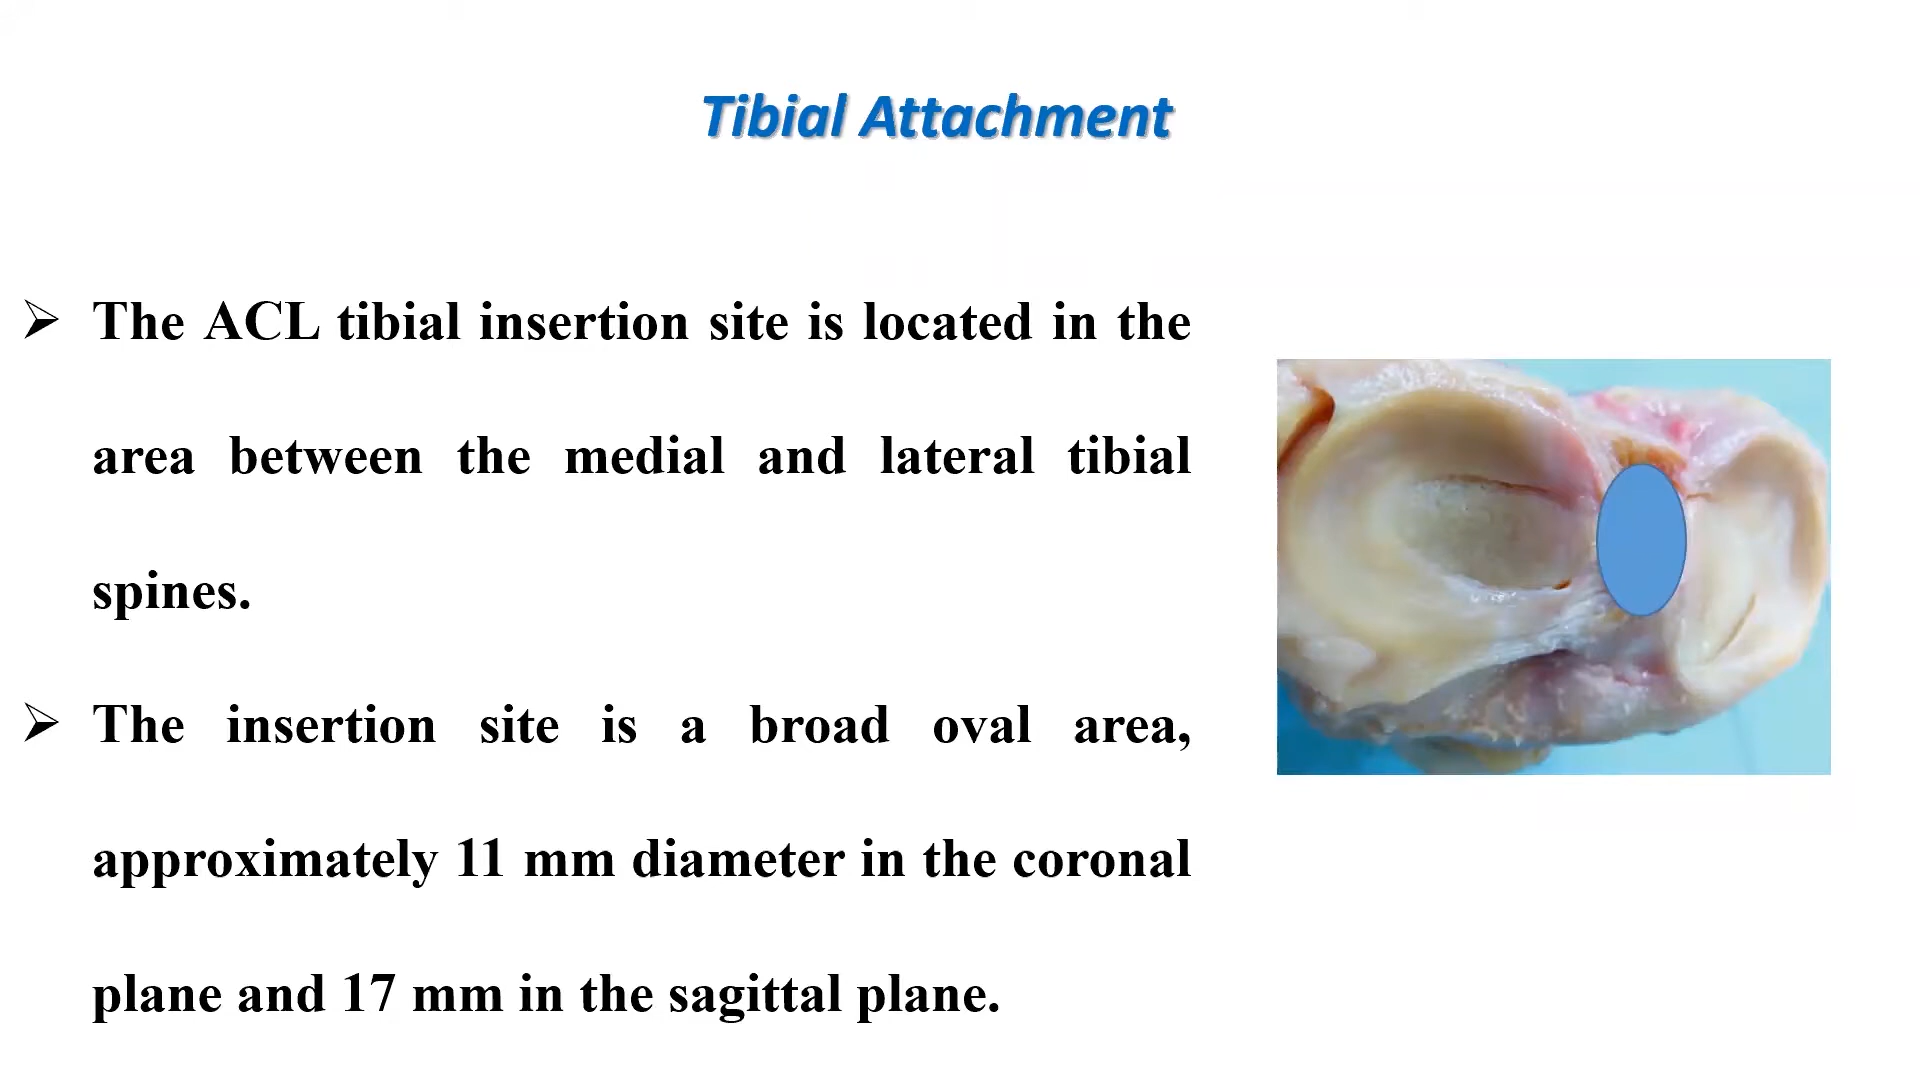 Tibial Attachment
➢ The ACL tibial insertion site is located in the
area between the medial and lateral tibial
spines.
➢ The insertion site is a broad oval area,
approximately 11 mm diameter in the coronal
plane and 17 mm in the sagittal plane.